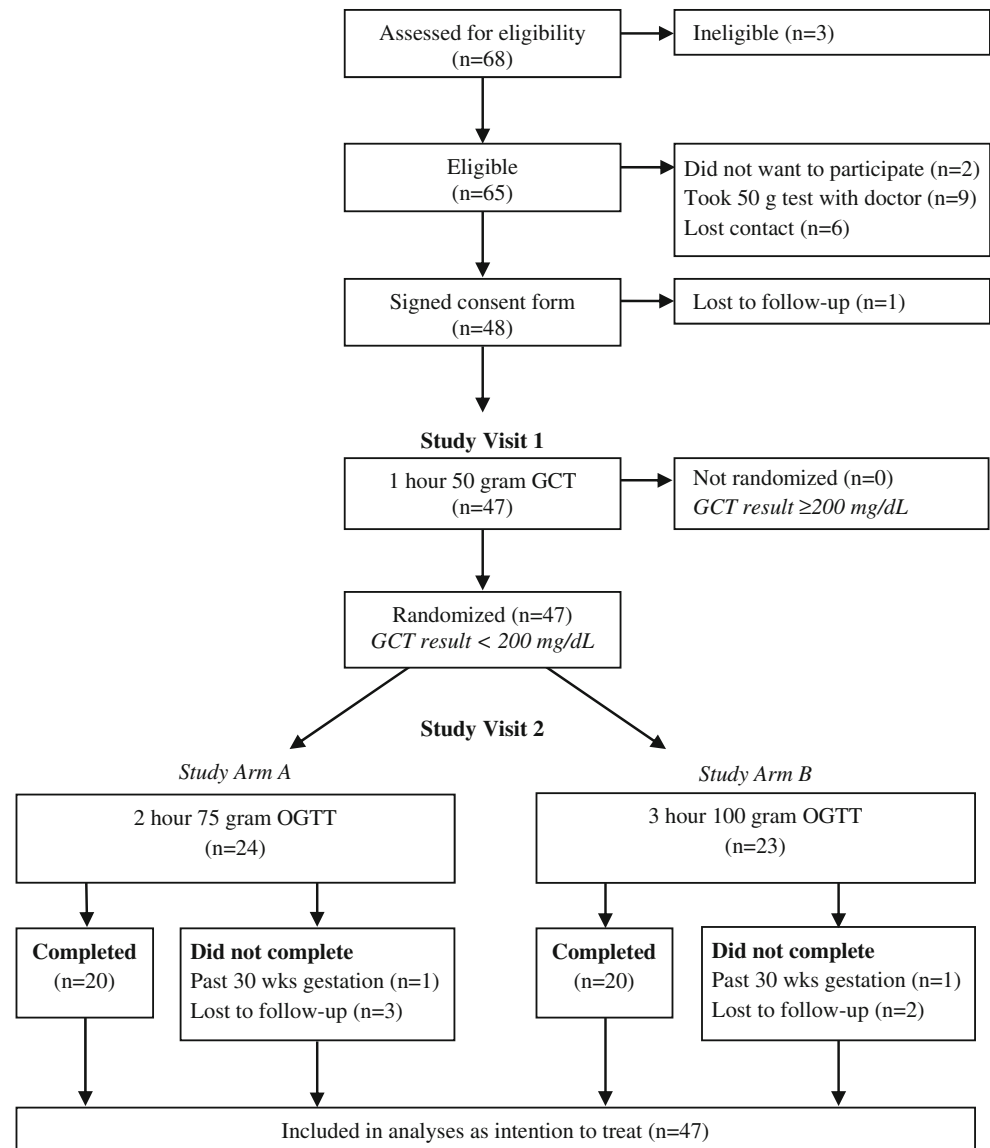 Assessed for eligibility
(n=68)
Ineligible (n=3)
Eligible
(n=65)
Did not want to participate (n=2)
Took 50 g test with doctor (n=9)
Lost contact (n=6)
Signed consent form
(n=48)
Lost to follow-up (n=1)
Study Visit 1
1 hour 50 gram GCT
(n=47)
Not randomized (n=0)
GCT result ≥200 mg/dL
Randomized (n=47)
GCT result < 200 mg/dL
Study Visit 2
Study Arm A
2 hour 75 gram OGTT
(n=24)
Completed
(n=20)
Did not complete
Past 30 wks gestation (n=1)
Lost to follow-up (n=3)
Study Arm B
3 hour 100 gram OGTT
(n=23)
Completed
(n=20)
Did not complete
Past 30 wks gestation (n=1)
Lost to follow-up (n=2)
Included in analyses as intention to treat (n=47)